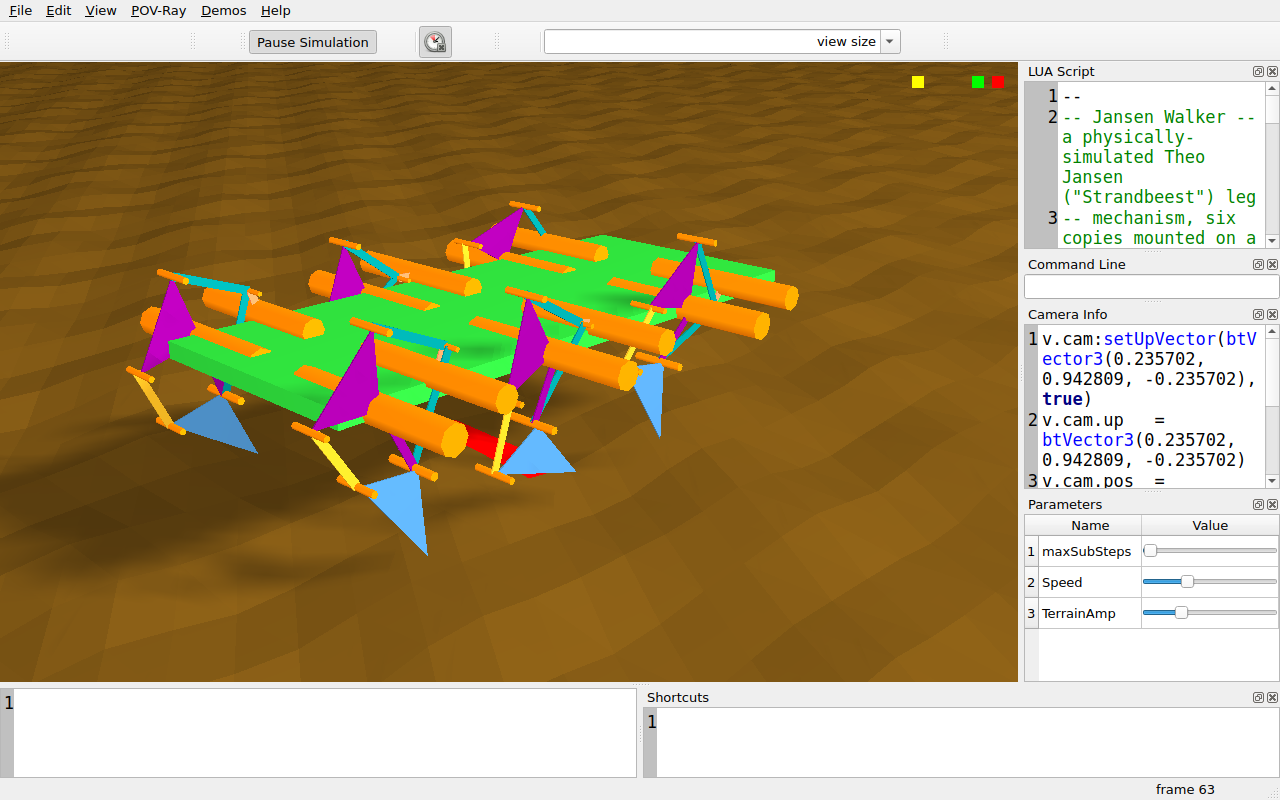 File Edit View POV-Ray Demos Help
Pause Simulation
view size
LUA Script
1 --
2 -- Jansen Walker --
a physically-
simulated Theo
Jansen
("Strandbeest") leg
3 -- mechanism, six
copies mounted on a
Command Line
Camera Info
1 v.cam:setUpVector(btV
ector3(0.235702,
0.942809, -0.235702),
true)
2 v.cam.up   =
btVector3(0.235702,
0.942809, -0.235702)
3 v.cam.pos  =
Parameters
Name Value
1 maxSubSteps
2 Speed
3 TerrainAmp
1
Shortcuts
1
frame 63